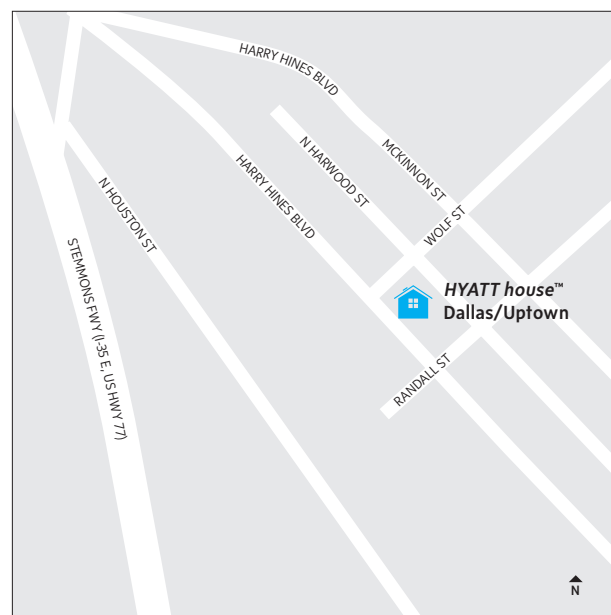 HARRY HINES BLVD
N HARWOOD ST
MCKINNON ST
HARRY HINES BLVD
N HOUSTON ST
WOLF ST
STEMMONS FWY (I-35 E, US HWY 77)
HYATT house™
Dallas/Uptown
RANDALL ST
N